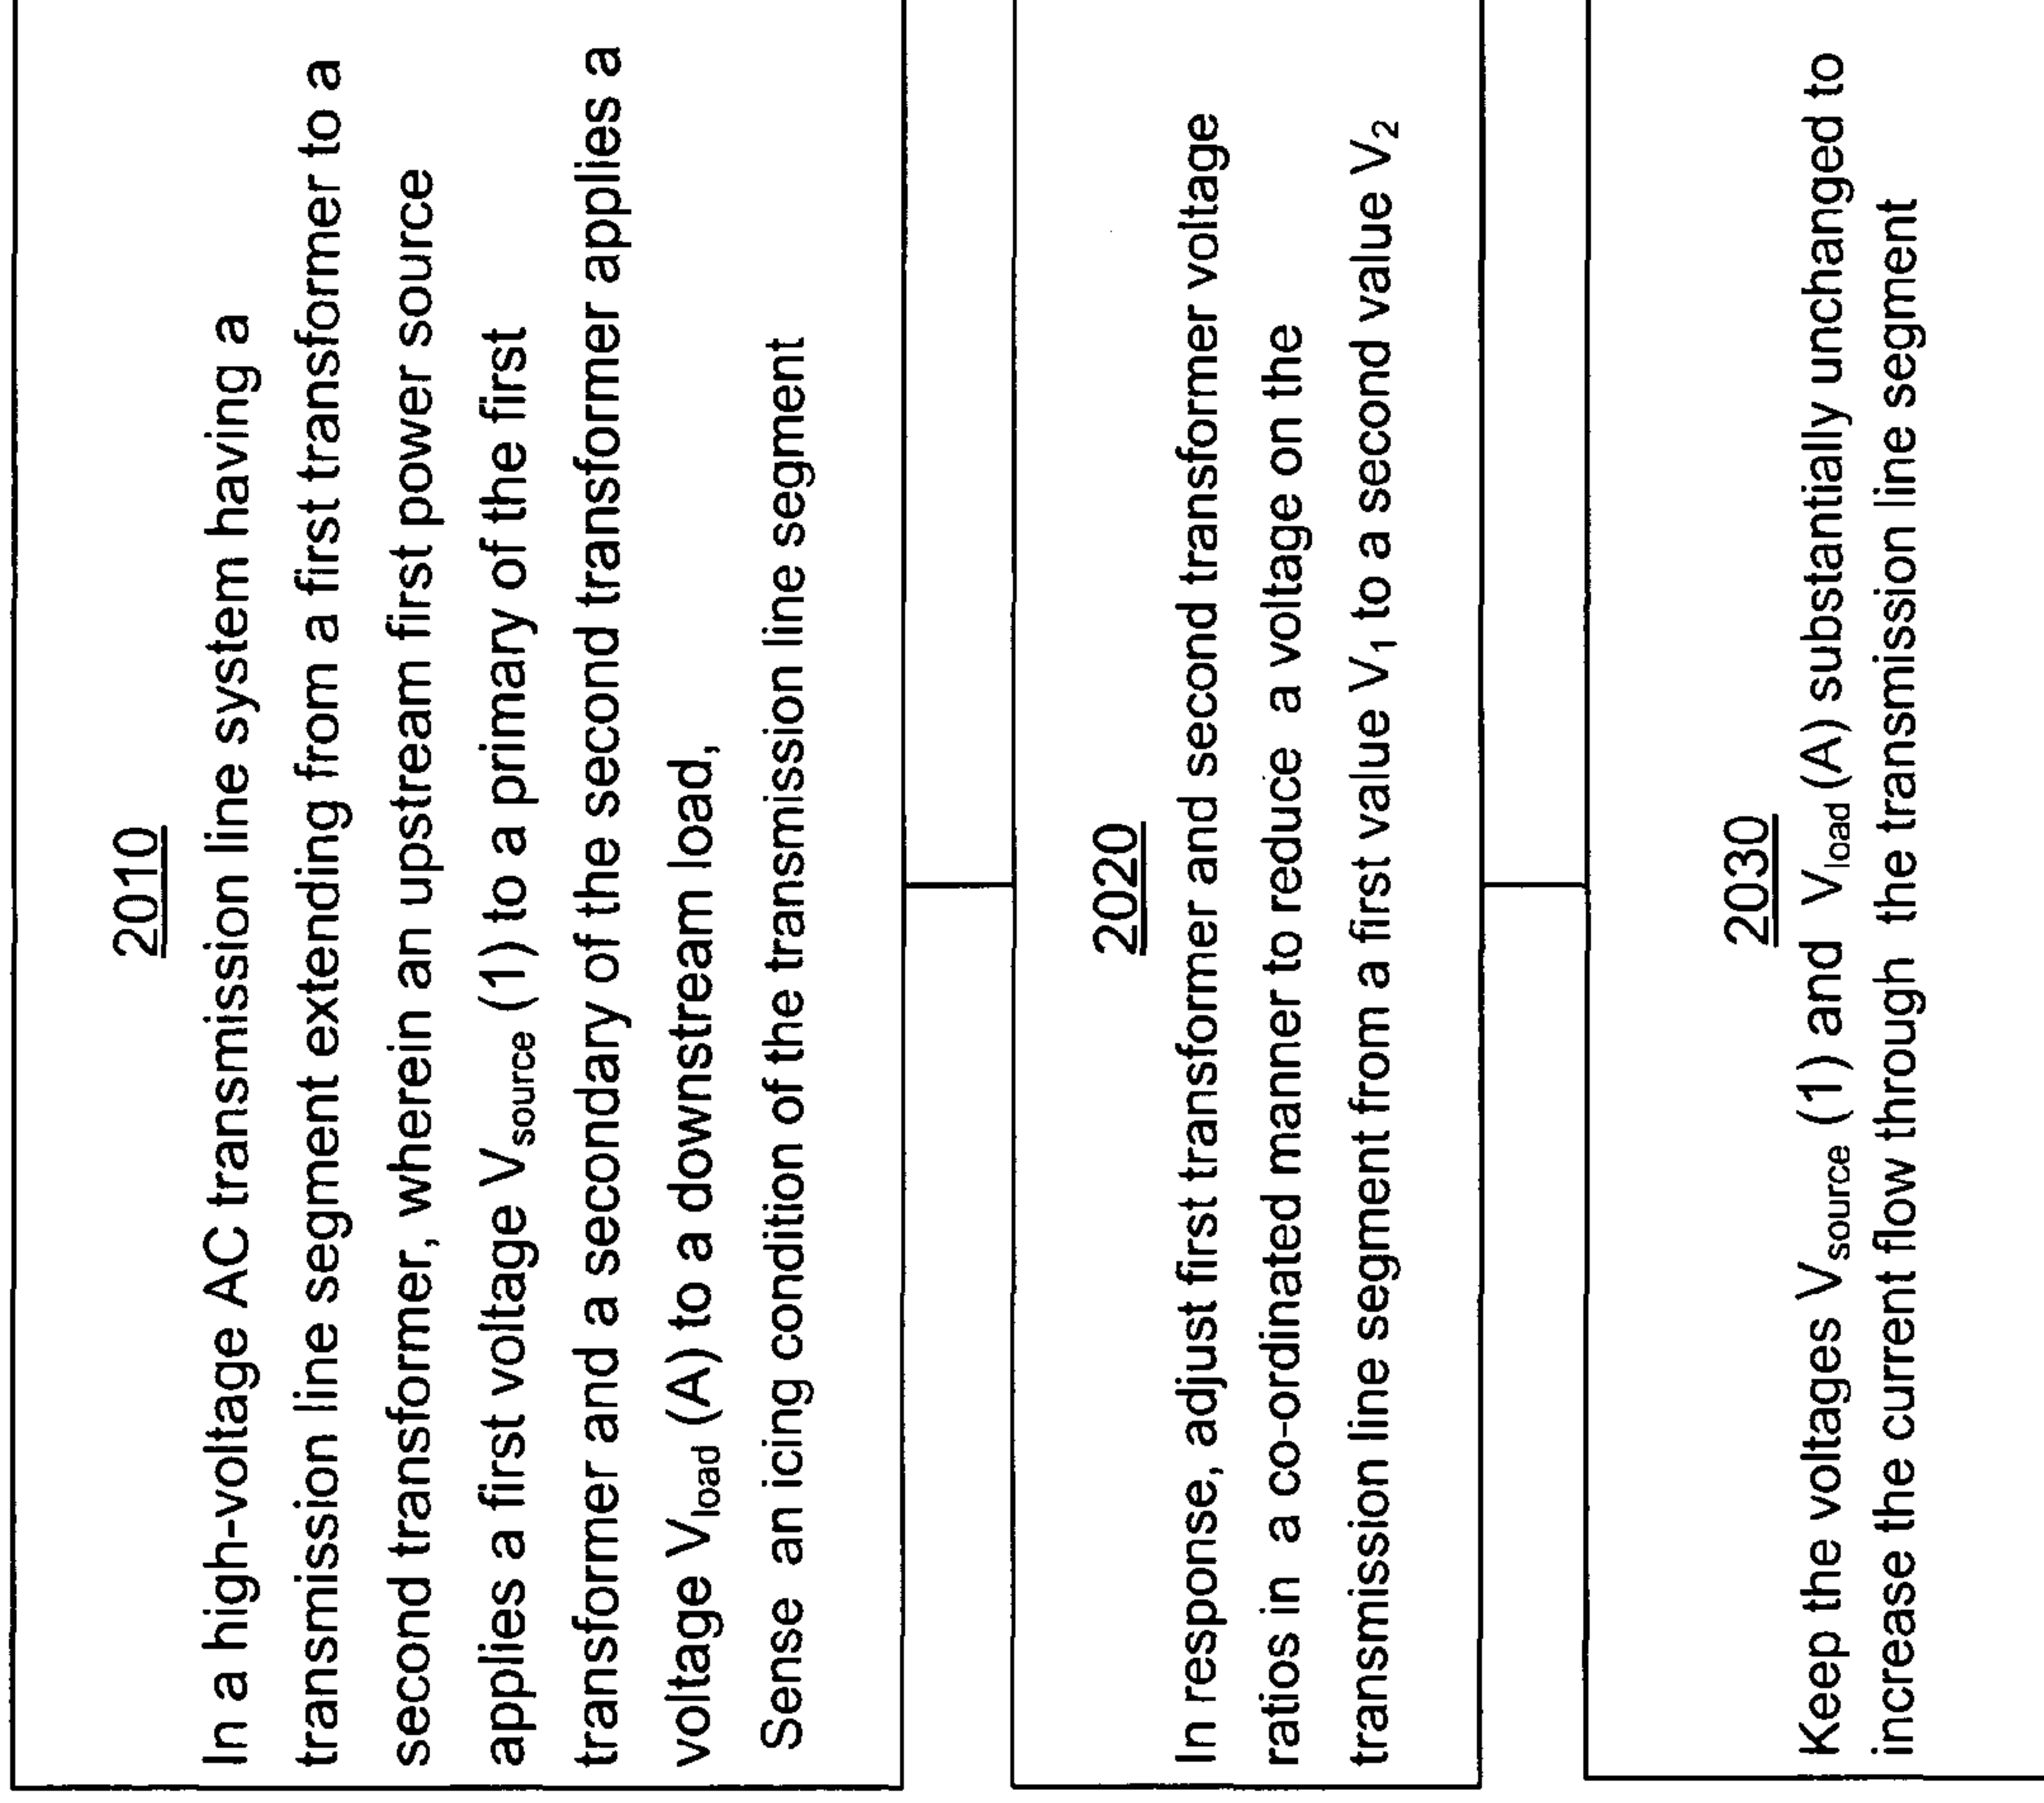 2010
In a high-voltage AC transmission line system having a
transmission line segment extending from a first transformer to a
second transformer, wherein an upstream first power source
applies a first voltage Vsource (1) to a primary of the first
transformer and a secondary of the second transformer applies a
voltage Vload (A) to a downstream load,
Sense an icing condition of the transmission line segment
2020
In response, adjust first transformer and second transformer voltage
ratios in a co-ordinated manner to reduce a voltage on the
transmission line segment from a first value V1 to a second value V2
2030
Keep the voltages Vsource (1) and Vload (A) substantially unchanged to
increase the current flow through the transmission line segment